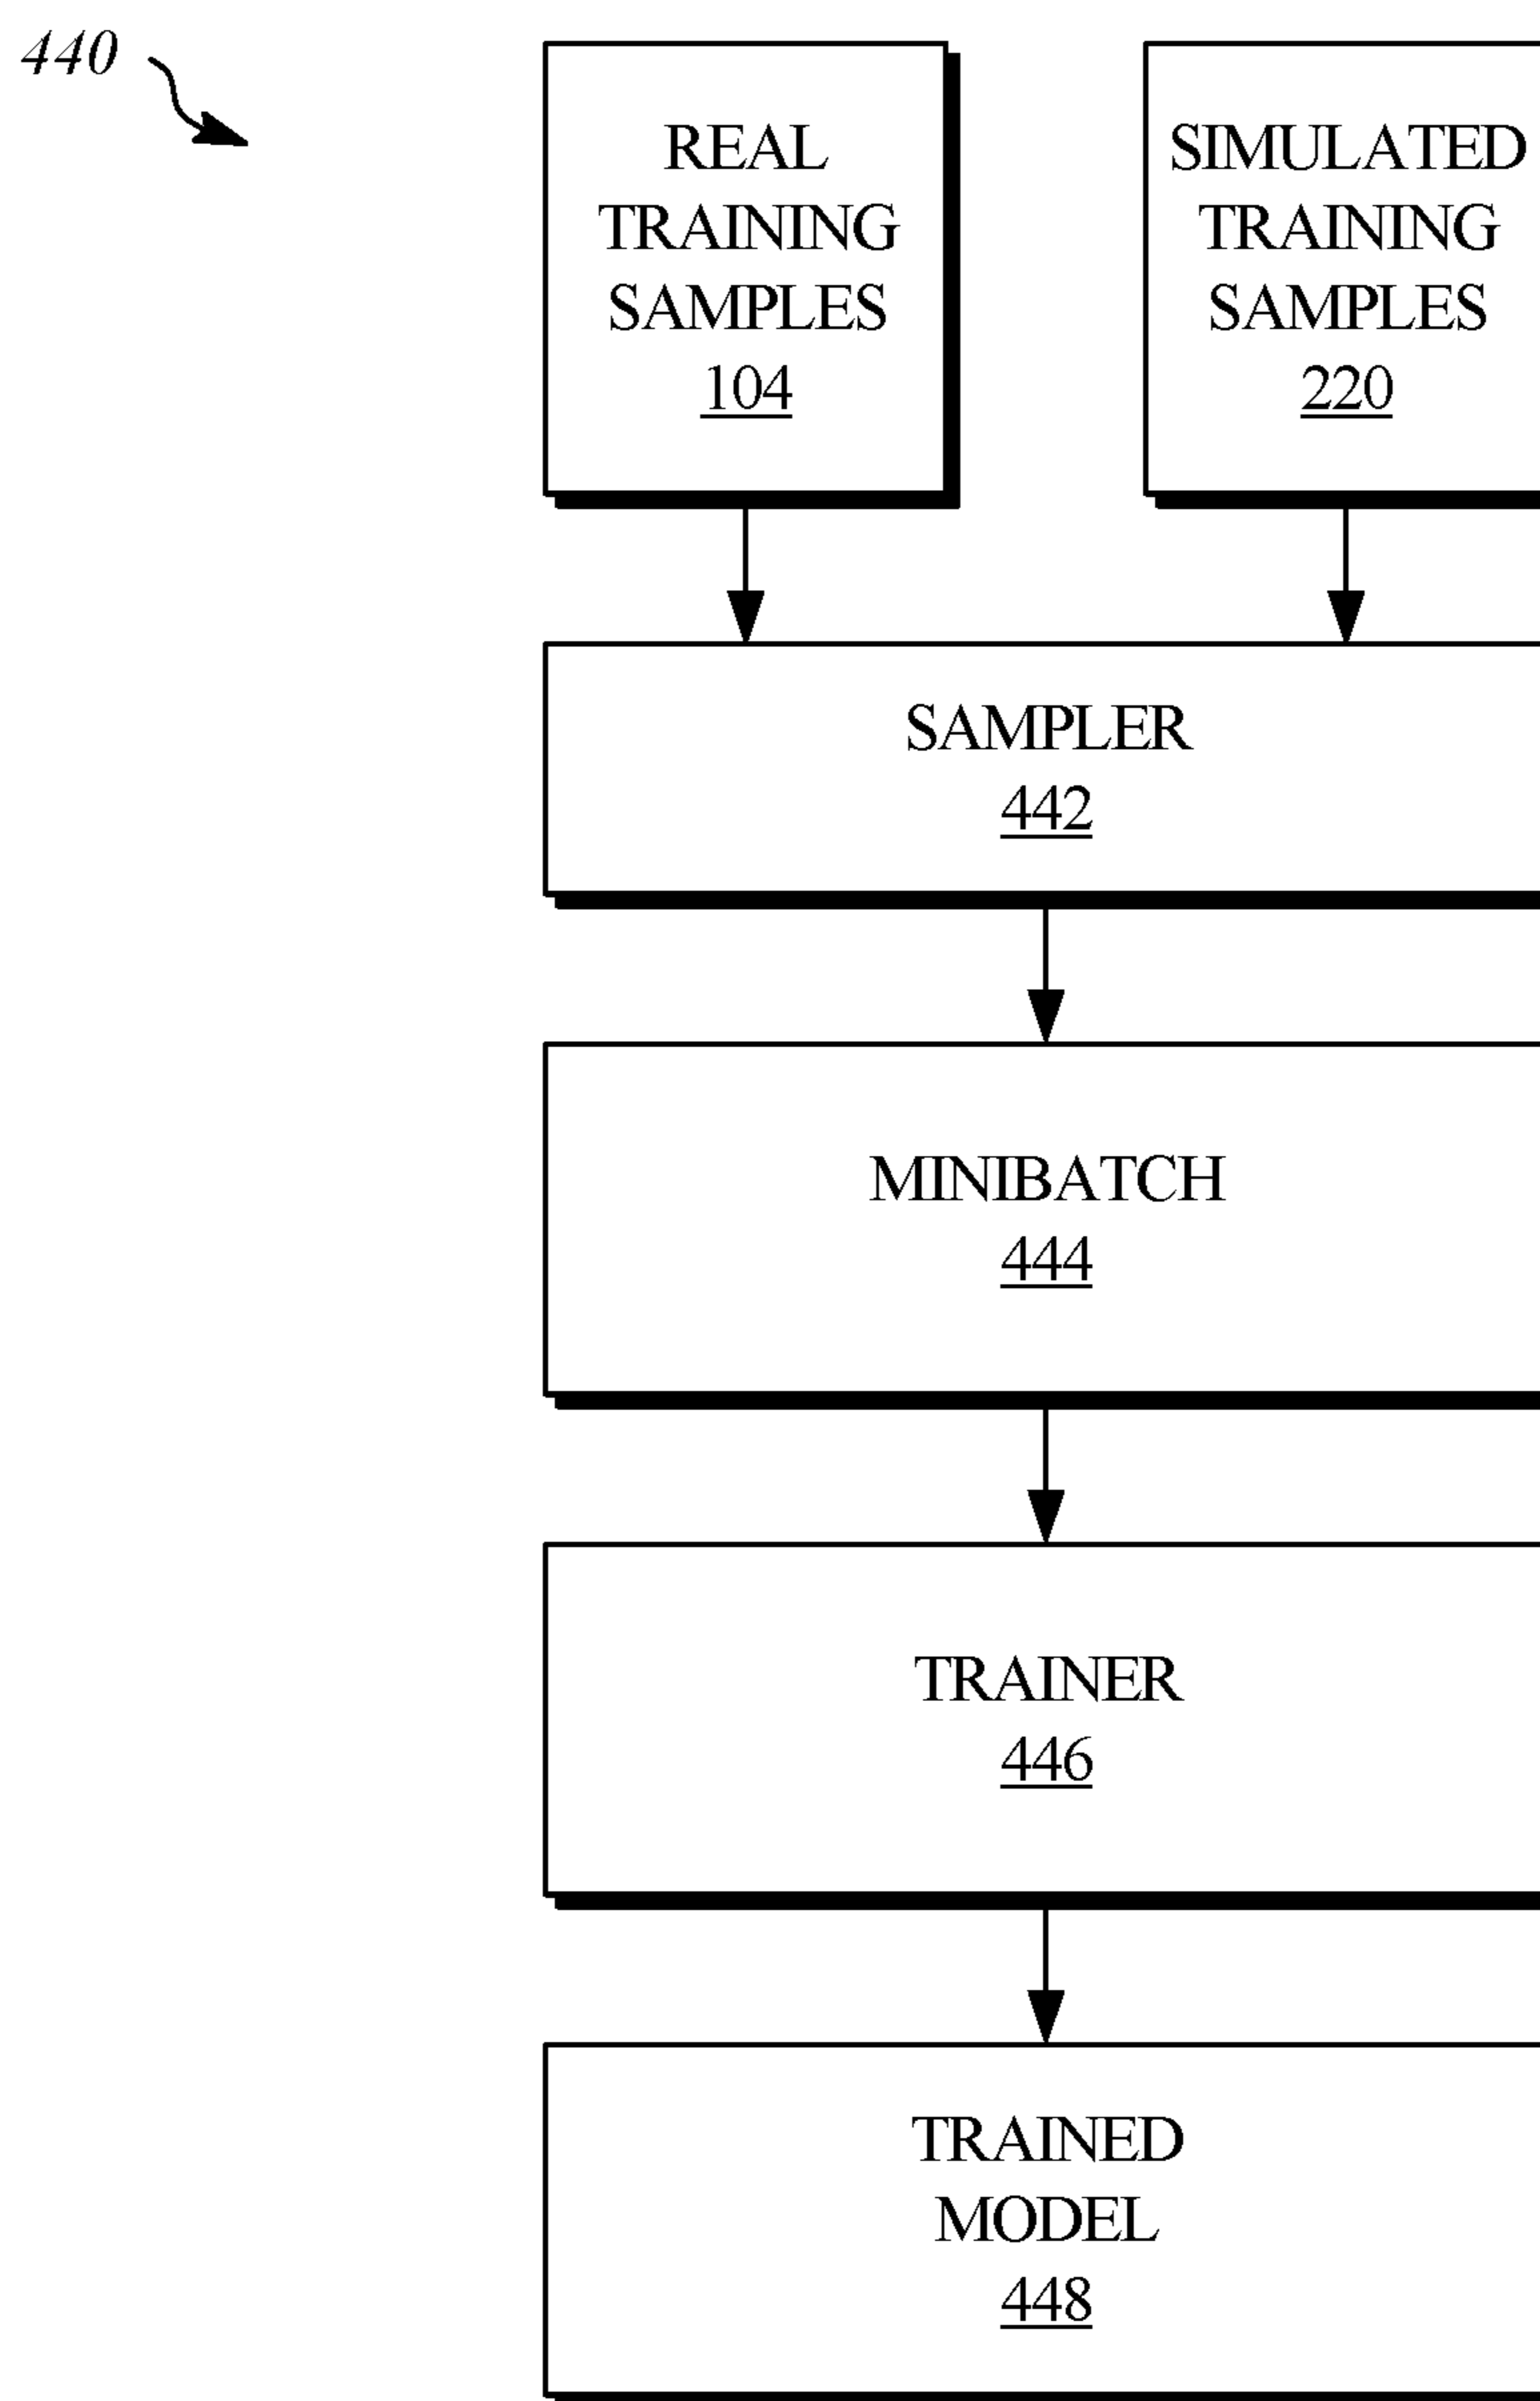 440
REAL
TRAINING
SAMPLES
104
SIMULATED
TRAINING
SAMPLES
220
SAMPLER
442
MINIBATCH
444
TRAINER
446
TRAINED
MODEL
448